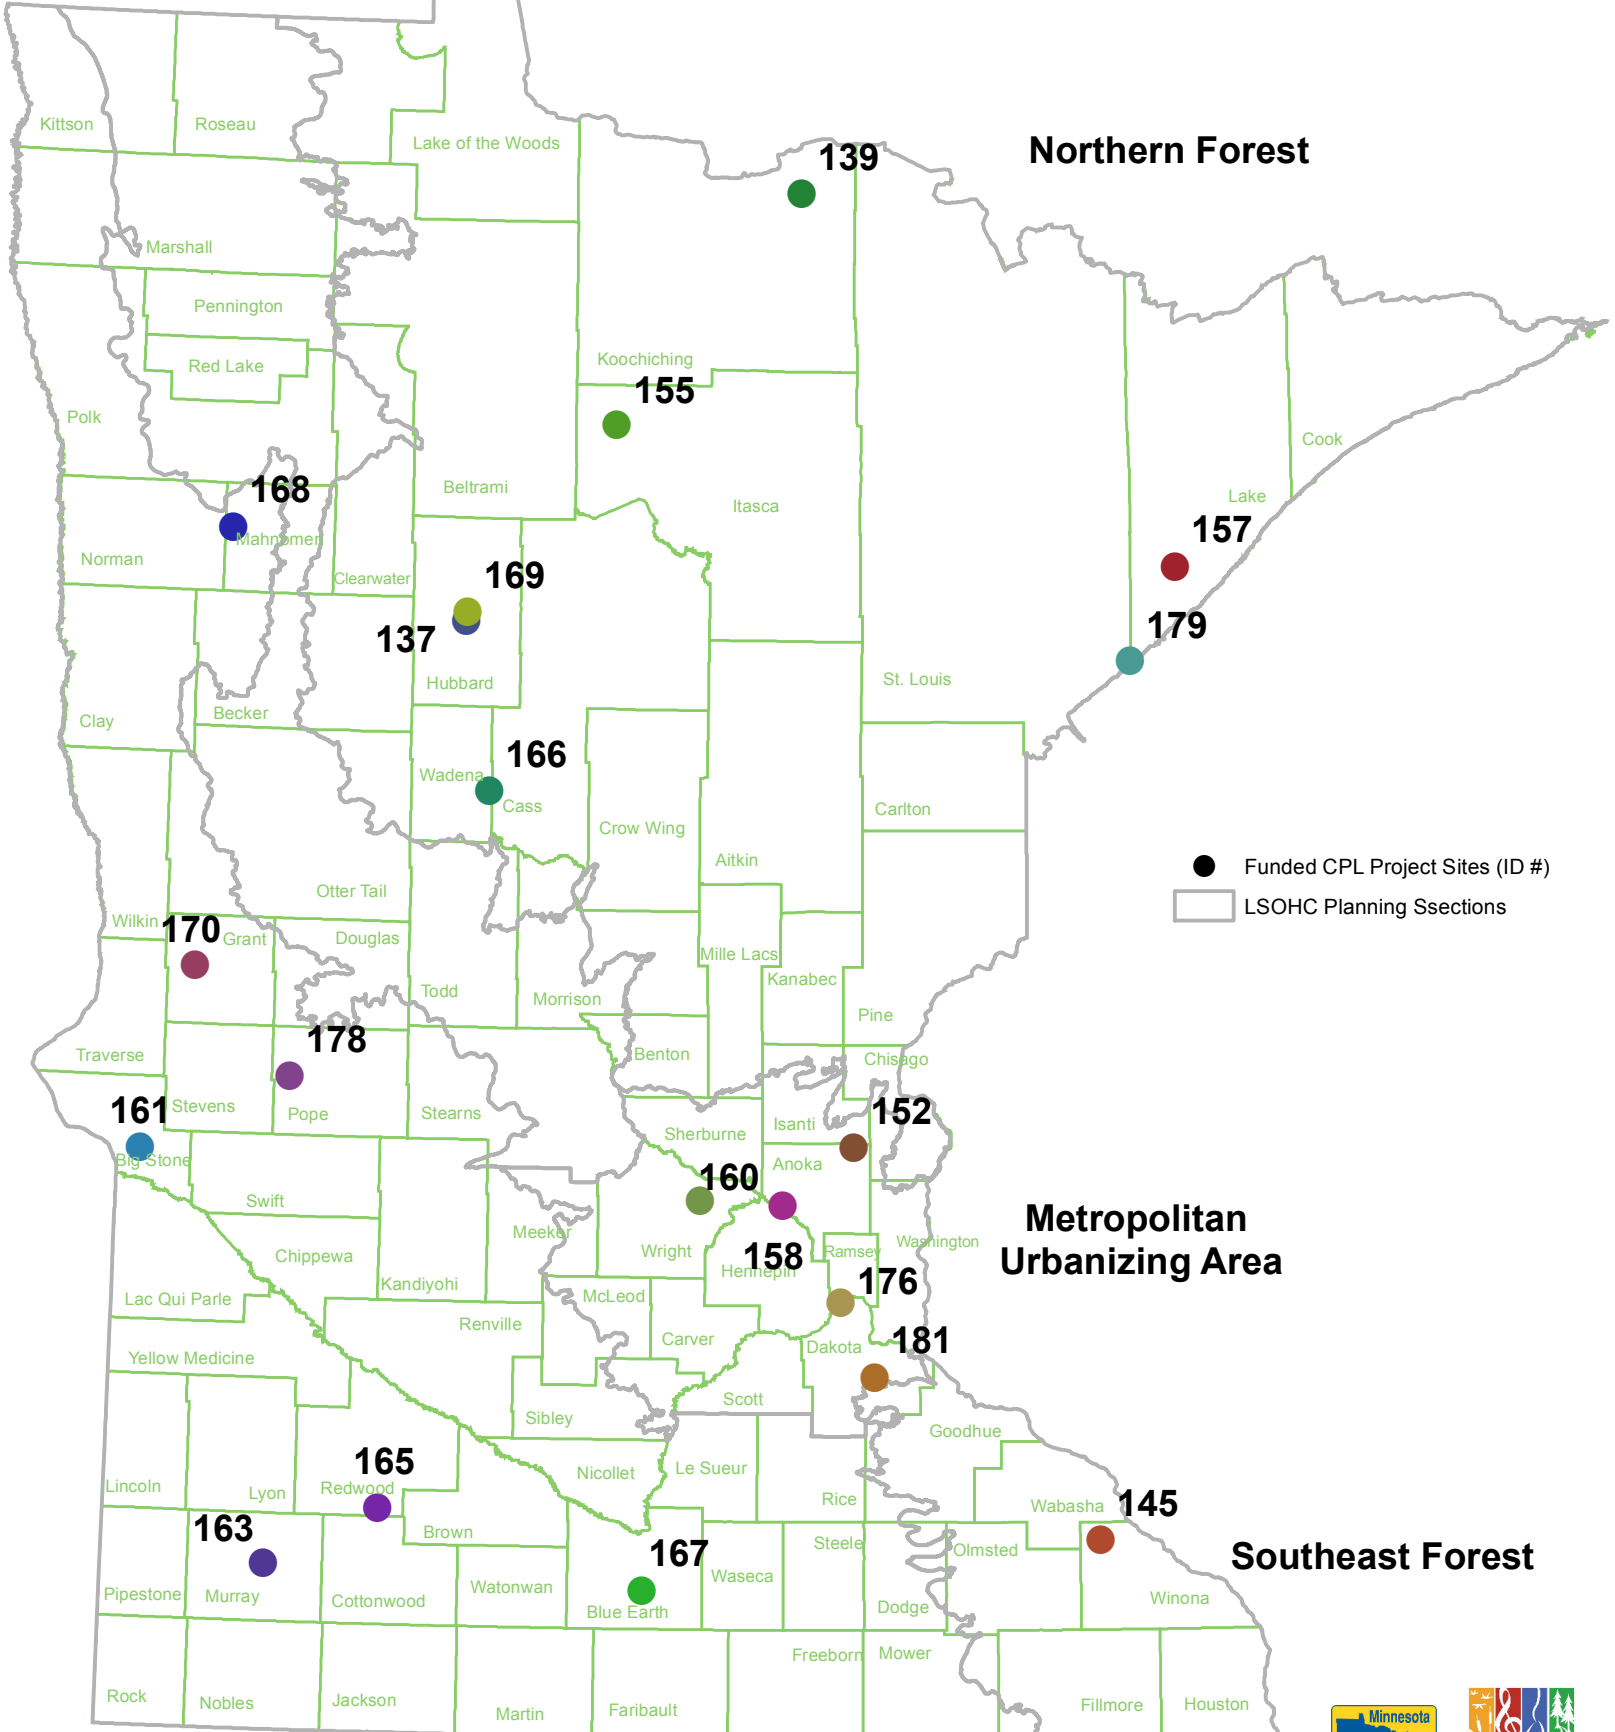 Kittson
Roseau
Lake of the Woods
139
Northern Forest
Marshall
Pennington
Red Lake
Koochiching
155
Polk
Cook
168
Beltrami
Itasca
Lake
157
Mahnomen
Norman
Clearwater
169
137
179
Hubbard
St. Louis
Becker
Clay
166
Wadena
Cass
Crow Wing
Carlton
Aitkin
Funded CPL Project Sites (ID #)
LSOHC Planning Ssections
Otter Tail
Wilkin
170
Grant
Douglas
Mille Lacs
Kanabec
Todd
Morrison
Pine
178
Traverse
Benton
Chisago
161
Stevens
Pope
Stearns
152
Isanti
Sherburne
Big Stone
Anoka
160
Swift
Metropolitan
Urbanizing Area
Meeker
Washington
Chippewa
Wright
158
Ramsey
Hennepin
176
Kandiyohi
Lac Qui Parle
McLeod
Renville
Carver
181
Dakota
Yellow Medicine
Scott
Sibley
Goodhue
165
Nicollet
Le Sueur
Lincoln
Lyon
Redwood
Rice
Wabasha
145
163
Brown
Steele
167
Olmsted
Southeast Forest
Waseca
Pipestone
Murray
Cottonwood
Watonwan
Blue Earth
Dodge
Winona
Freeborn
Mower
Rock
Nobles
Jackson
Martin
Faribault
Fillmore
Houston
Minnesota